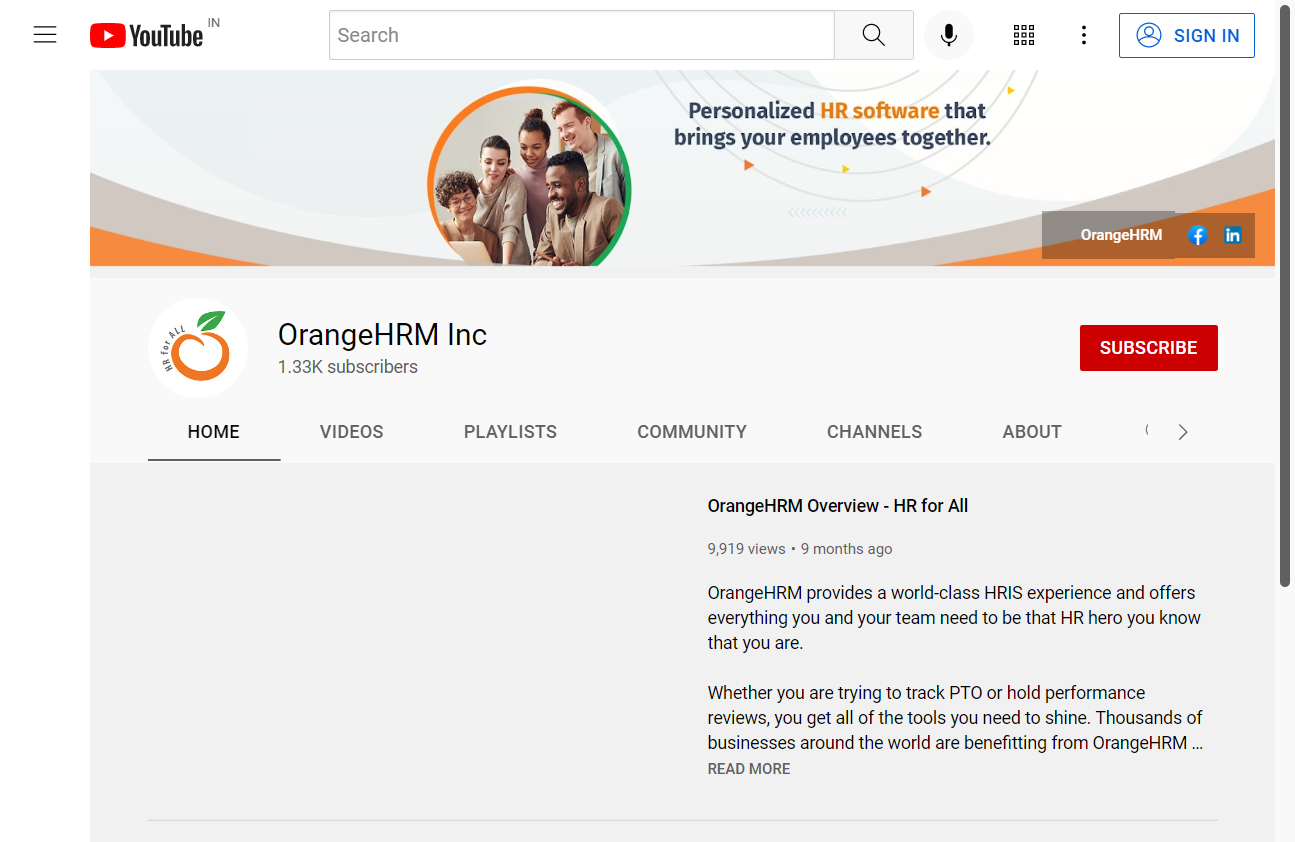 YouTube IN
Search
SIGN IN
Personalized HR software that
brings your employees together.
OrangeHRM
HR for ALL
OrangeHRM Inc
1.33K subscribers
SUBSCRIBE
HOME VIDEOS PLAYLISTS COMMUNITY CHANNELS ABOUT
OrangeHRM Overview - HR for All
9,919 views • 9 months ago
OrangeHRM provides a world-class HRIS experience and offers
everything you and your team need to be that HR hero you know
that you are.
Whether you are trying to track PTO or hold performance
reviews, you get all of the tools you need to shine. Thousands of
businesses around the world are benefitting from OrangeHRM ...
READ MORE